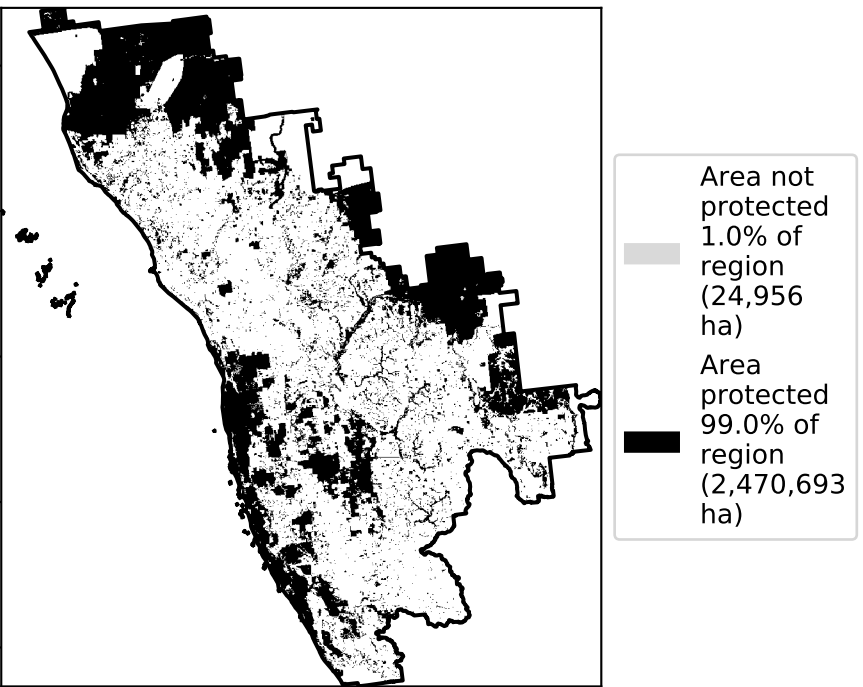 Area not
protected
1.0% of
region
(24,956
ha)
Area
protected
99.0% of
region
(2,470,693
ha)